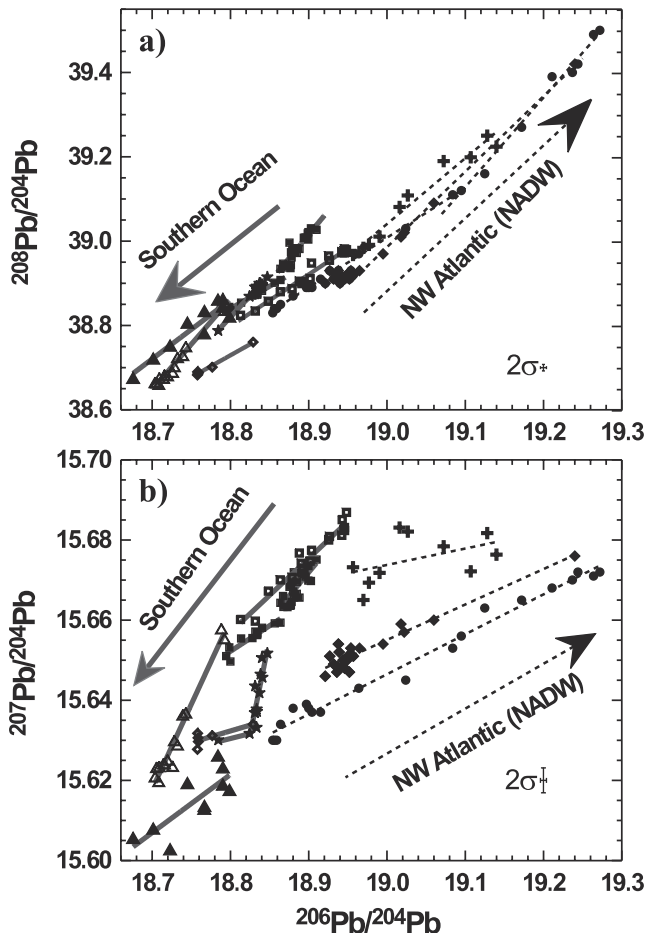 a)
39.4
39.2
39.0
38.8
38.6
208Pb/204Pb
Southern Ocean
NW Atlantic (NADW)
2σ
18.7 18.8 18.9 19.0 19.1 19.2 19.3
b)
15.70
15.68
15.66
15.64
15.62
15.60
207Pb/204Pb
Southern Ocean
NW Atlantic (NADW)
2σ
18.7 18.8 18.9 19.0 19.1 19.2 19.3
206Pb/204Pb